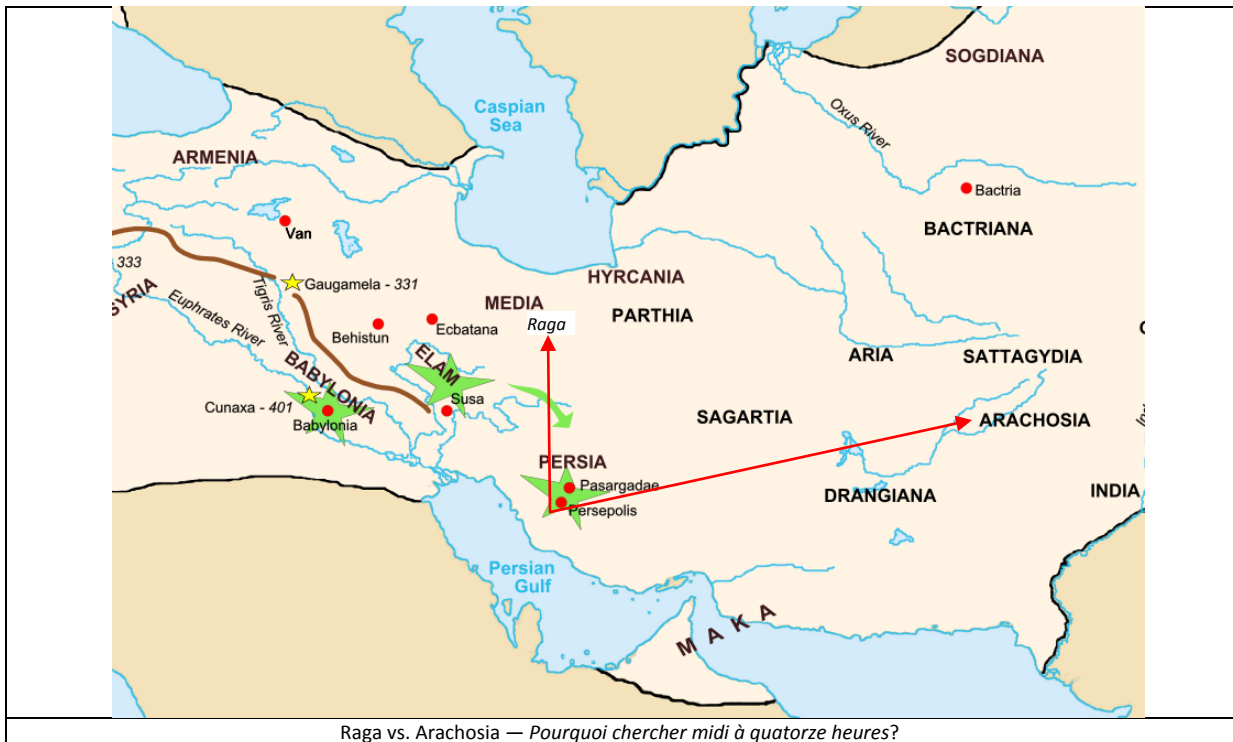 SOGDIANA
Caspian
Sea
Oxus River
ARMENIA
Bactria
BACTRIANA
Van
333
SYRIA
Gaugamela - 331
Tigris River
Euphrates River
HYRCANIA
MEDIA
PARTHIA
Raga
Ecbatana
Behistun
ARIA
SATTAGYDIA
ELAM
BABYLONIA
Susa
Cunaxa - 401
Babylonia
SAGARTIA
ARACHOSIA
PERSIA
Pasargadae
Persepolis
DRANGIANA
INDIA
Persian
Gulf
MAKA
Raga vs. Arachosia — Pourquoi chercher midi à quatorze heures?